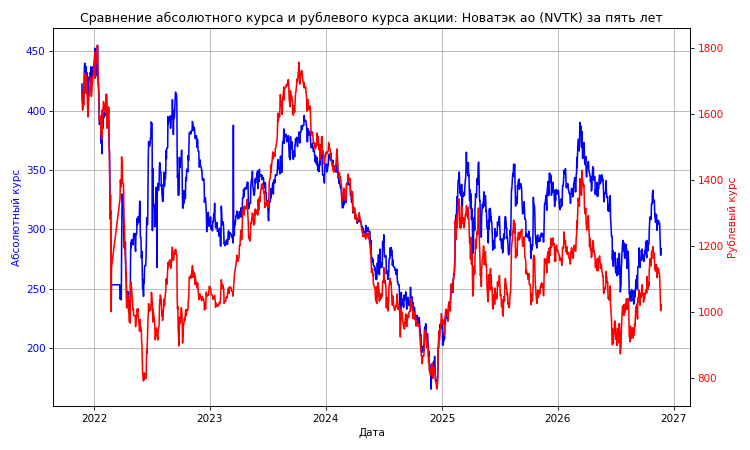 Сравнение абсолютного курса и рублевого курса акции: Новатэк ао (NVTK) за пять лет
450
400
350
300
250
200
Абсолютный курс
1800
1600
1400
1200
1000
800
Рублевый курс
2022 2023 2024 2025 2026 2027
Дата